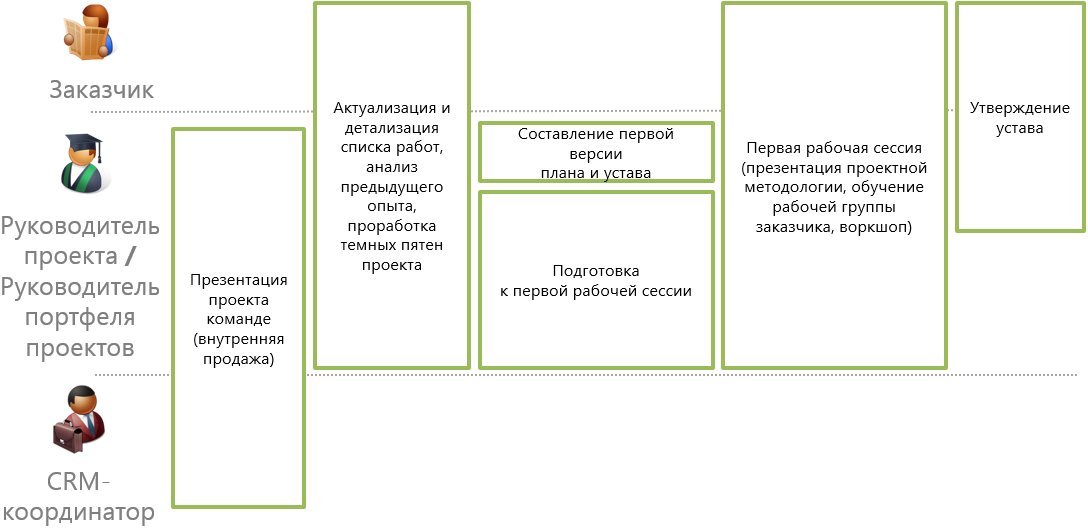 Заказчик
Руководитель
проекта /
Руководитель
портфеля
проектов
CRM-
координатор
Презентация
проекта
команде
(внутренняя
продажа)
Актуализация и
детализация
списка работ,
анализ
предыдущего
опыта,
проработка
темных пятен
проекта
Составление первой
версии
плана и устава
Подготовка
к первой рабочей сессии
Первая рабочая сессия
(презентация проектной
методологии, обучение
рабочей группы
заказчика, воркшоп)
Утверждение
устава